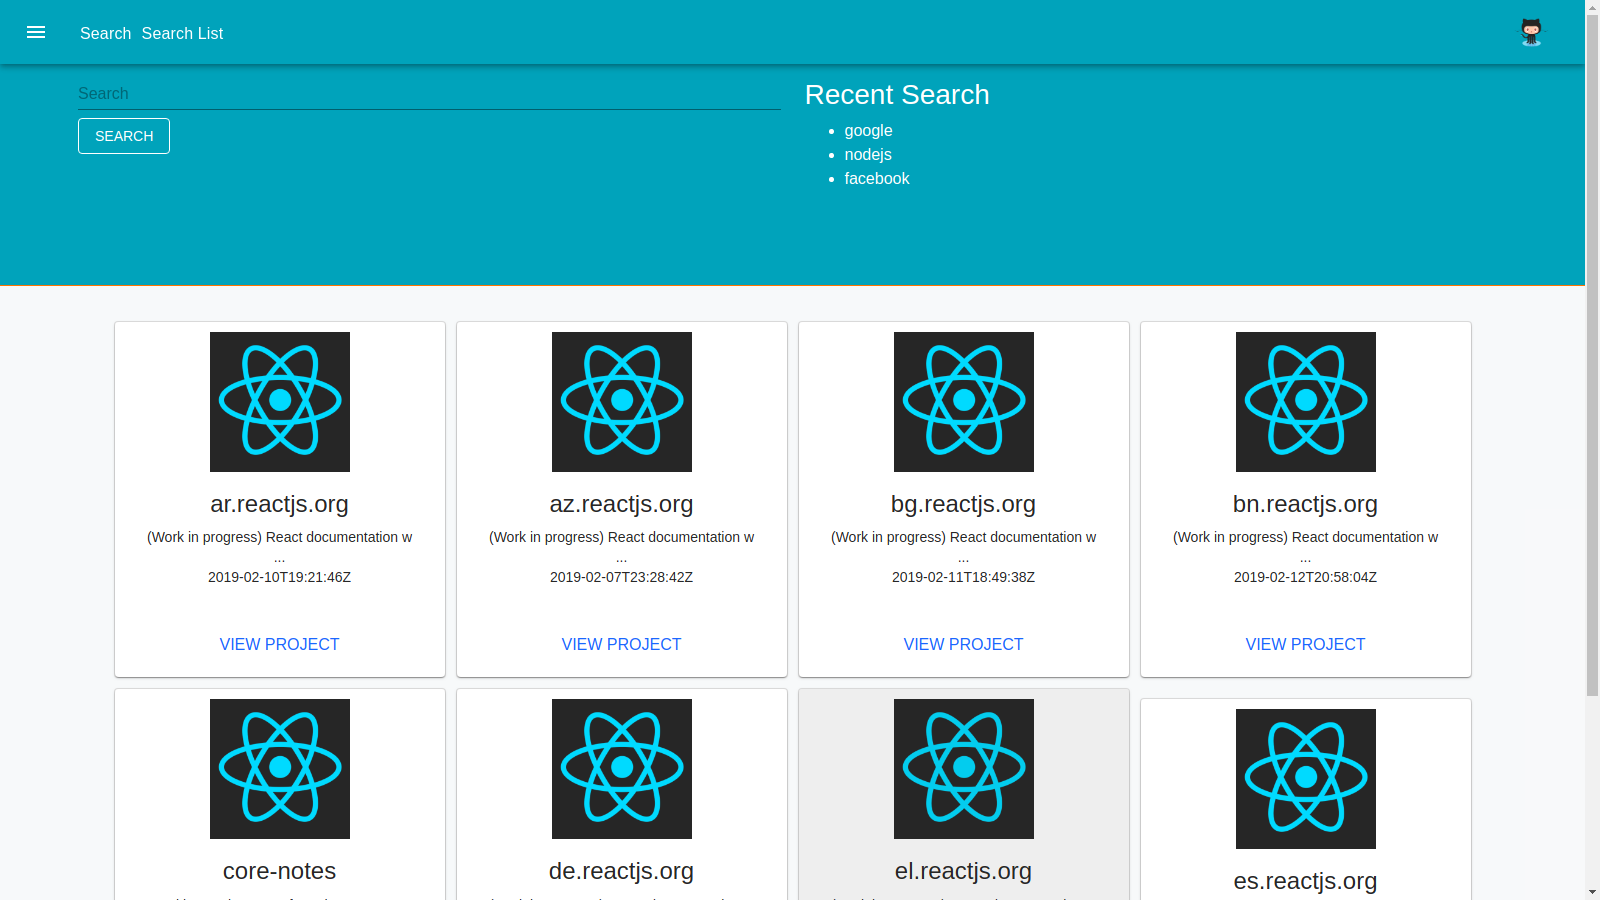 Search Search List
Search
SEARCH
Recent Search
google
nodejs
facebook
ar.reactjs.org
(Work in progress) React documentation w
...
2019-02-10T19:21:46Z
VIEW PROJECT
az.reactjs.org
(Work in progress) React documentation w
...
2019-02-07T23:28:42Z
VIEW PROJECT
bg.reactjs.org
(Work in progress) React documentation w
...
2019-02-11T18:49:38Z
VIEW PROJECT
bn.reactjs.org
(Work in progress) React documentation w
...
2019-02-12T20:58:04Z
VIEW PROJECT
core-notes
de.reactjs.org
el.reactjs.org
es.reactjs.org